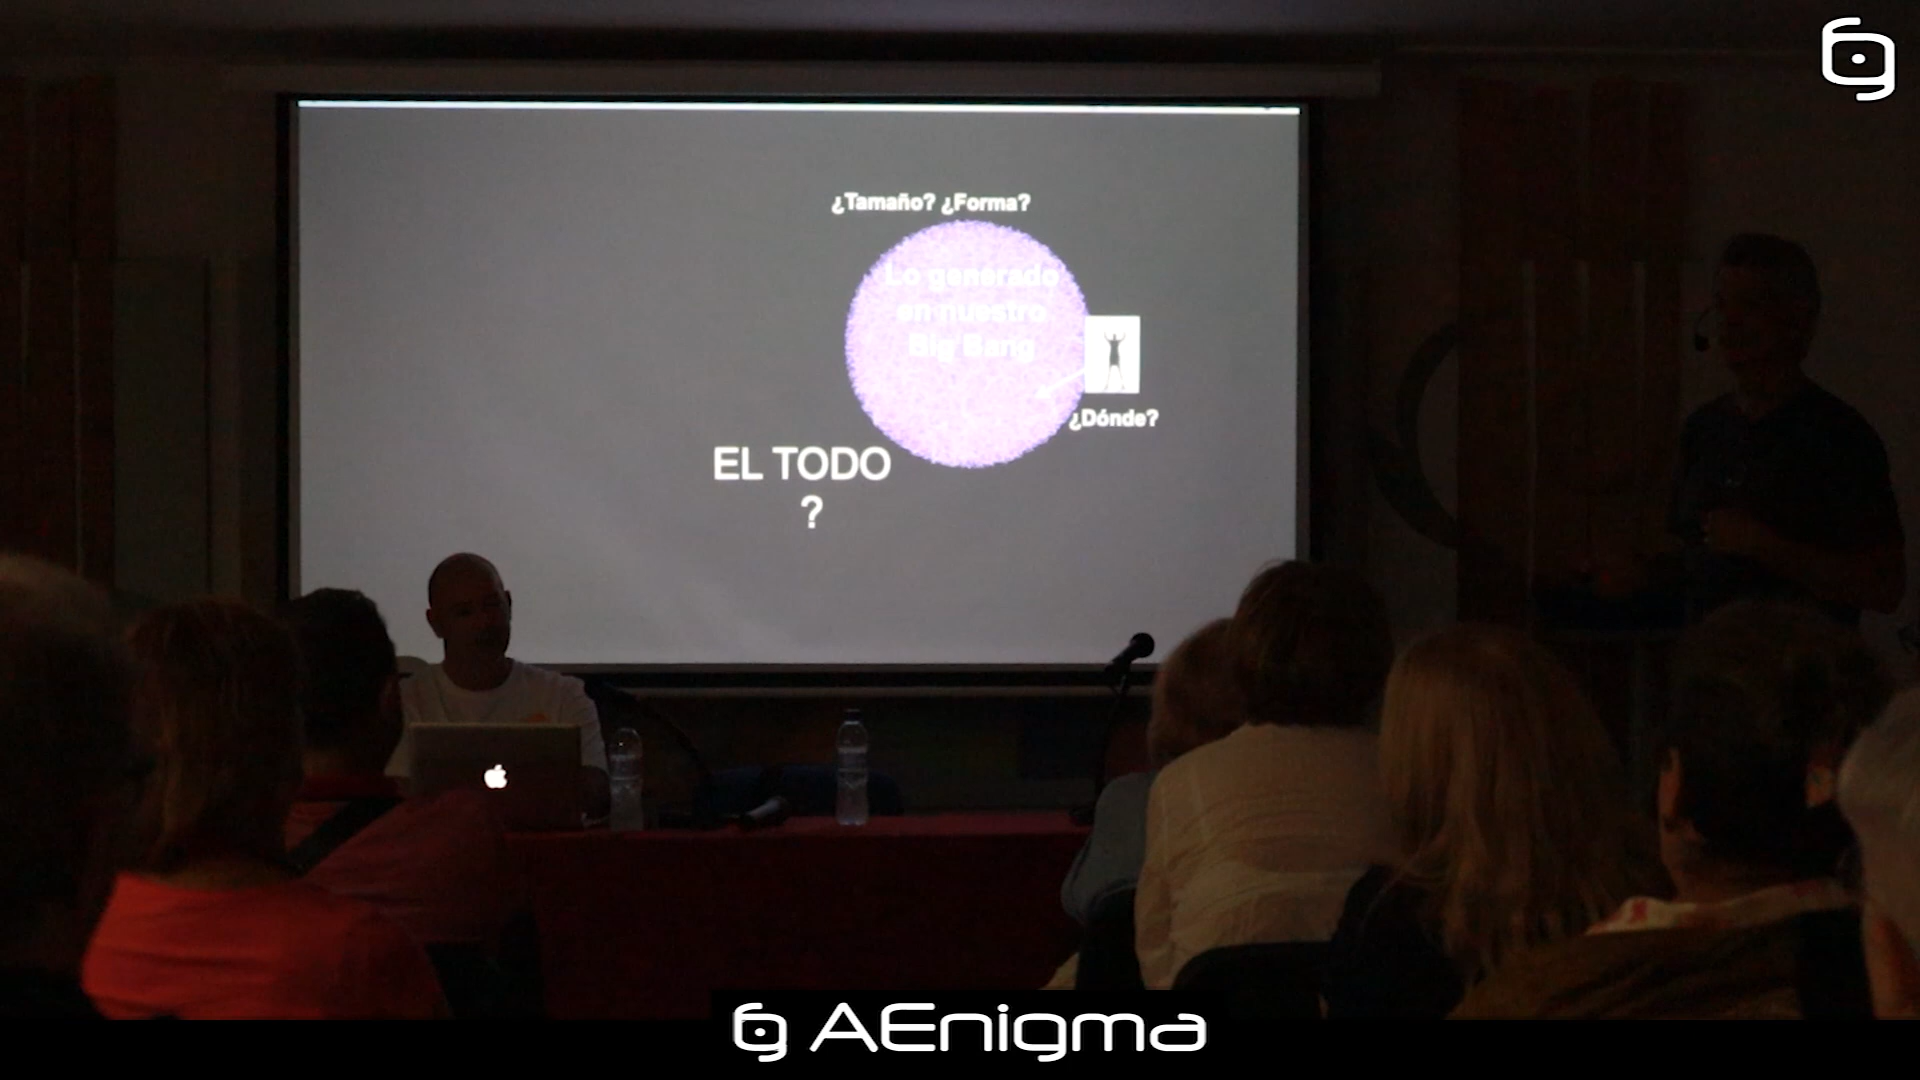 ¿Tamaño? ¿Forma?
Lo generado
en nuestro
Big Bang
¿Dónde?
EL TODO
?
AEnigma